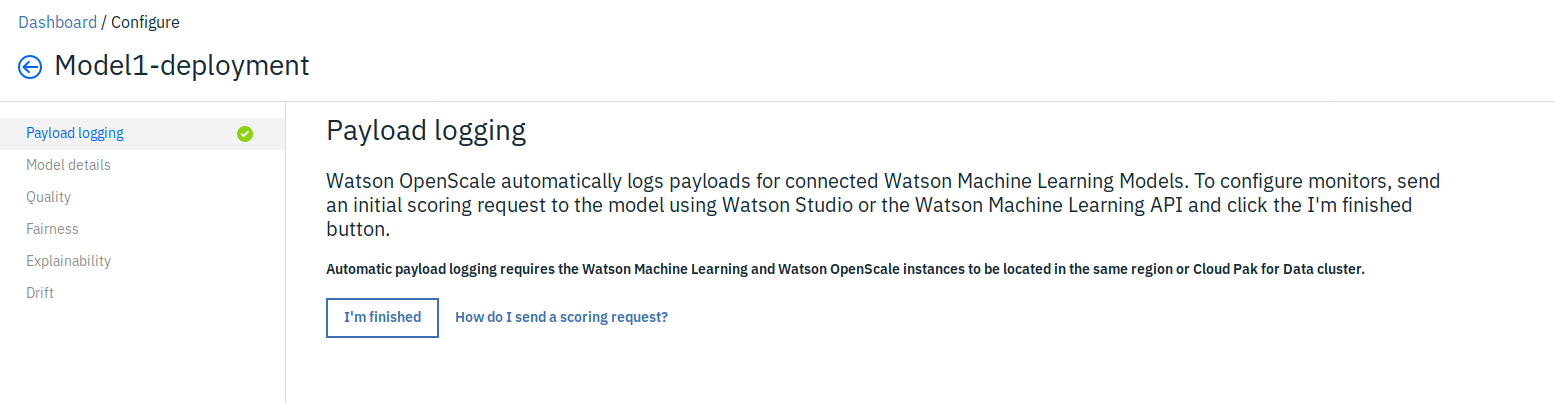 Dashboard / Configure
Model1-deployment
Payload logging
Model details
Quality
Fairness
Explainability
Drift
Payload logging
Watson OpenScale automatically logs payloads for connected Watson Machine Learning Models. To configure monitors, send
an initial scoring request to the model using Watson Studio or the Watson Machine Learning API and click the I'm finished
button.
Automatic payload logging requires the Watson Machine Learning and Watson OpenScale instances to be located in the same region or Cloud Pak for Data cluster.
I'm finished How do I send a scoring request?